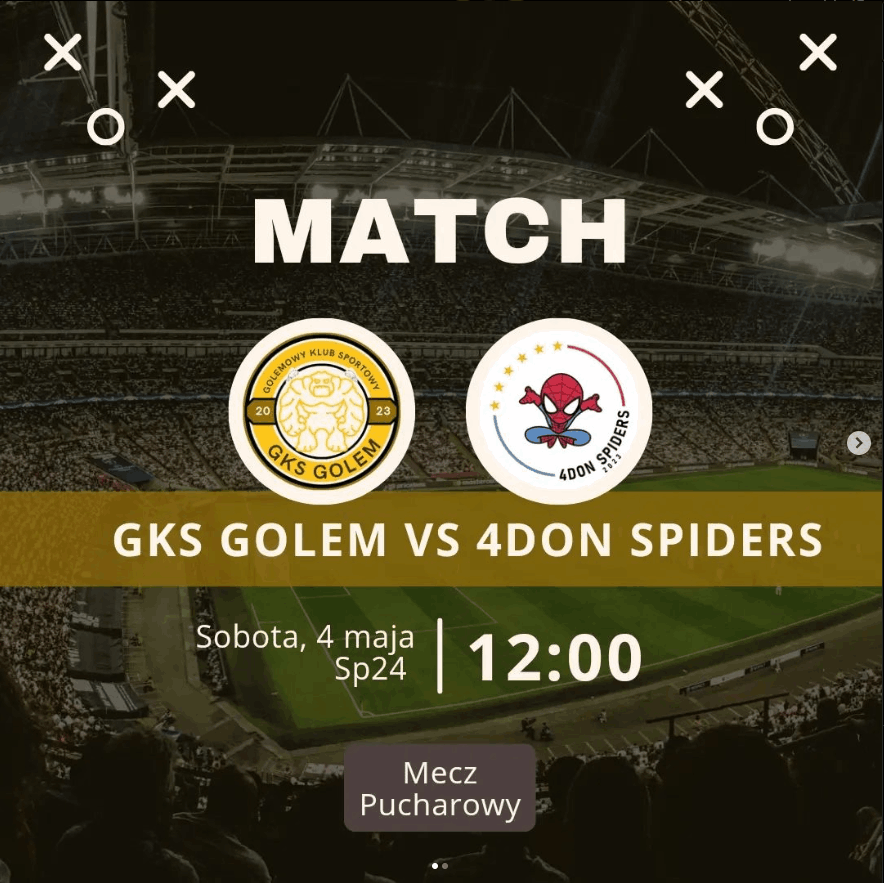 MATCH
GOLEMOWY KLUB SPORTOWY
20 23
GKS GOLEM
4DON SPIDERS
2023
GKS GOLEM VS 4DON SPIDERS
Sobota, 4 maja
Sp24
12:00
Mecz
Pucharowy